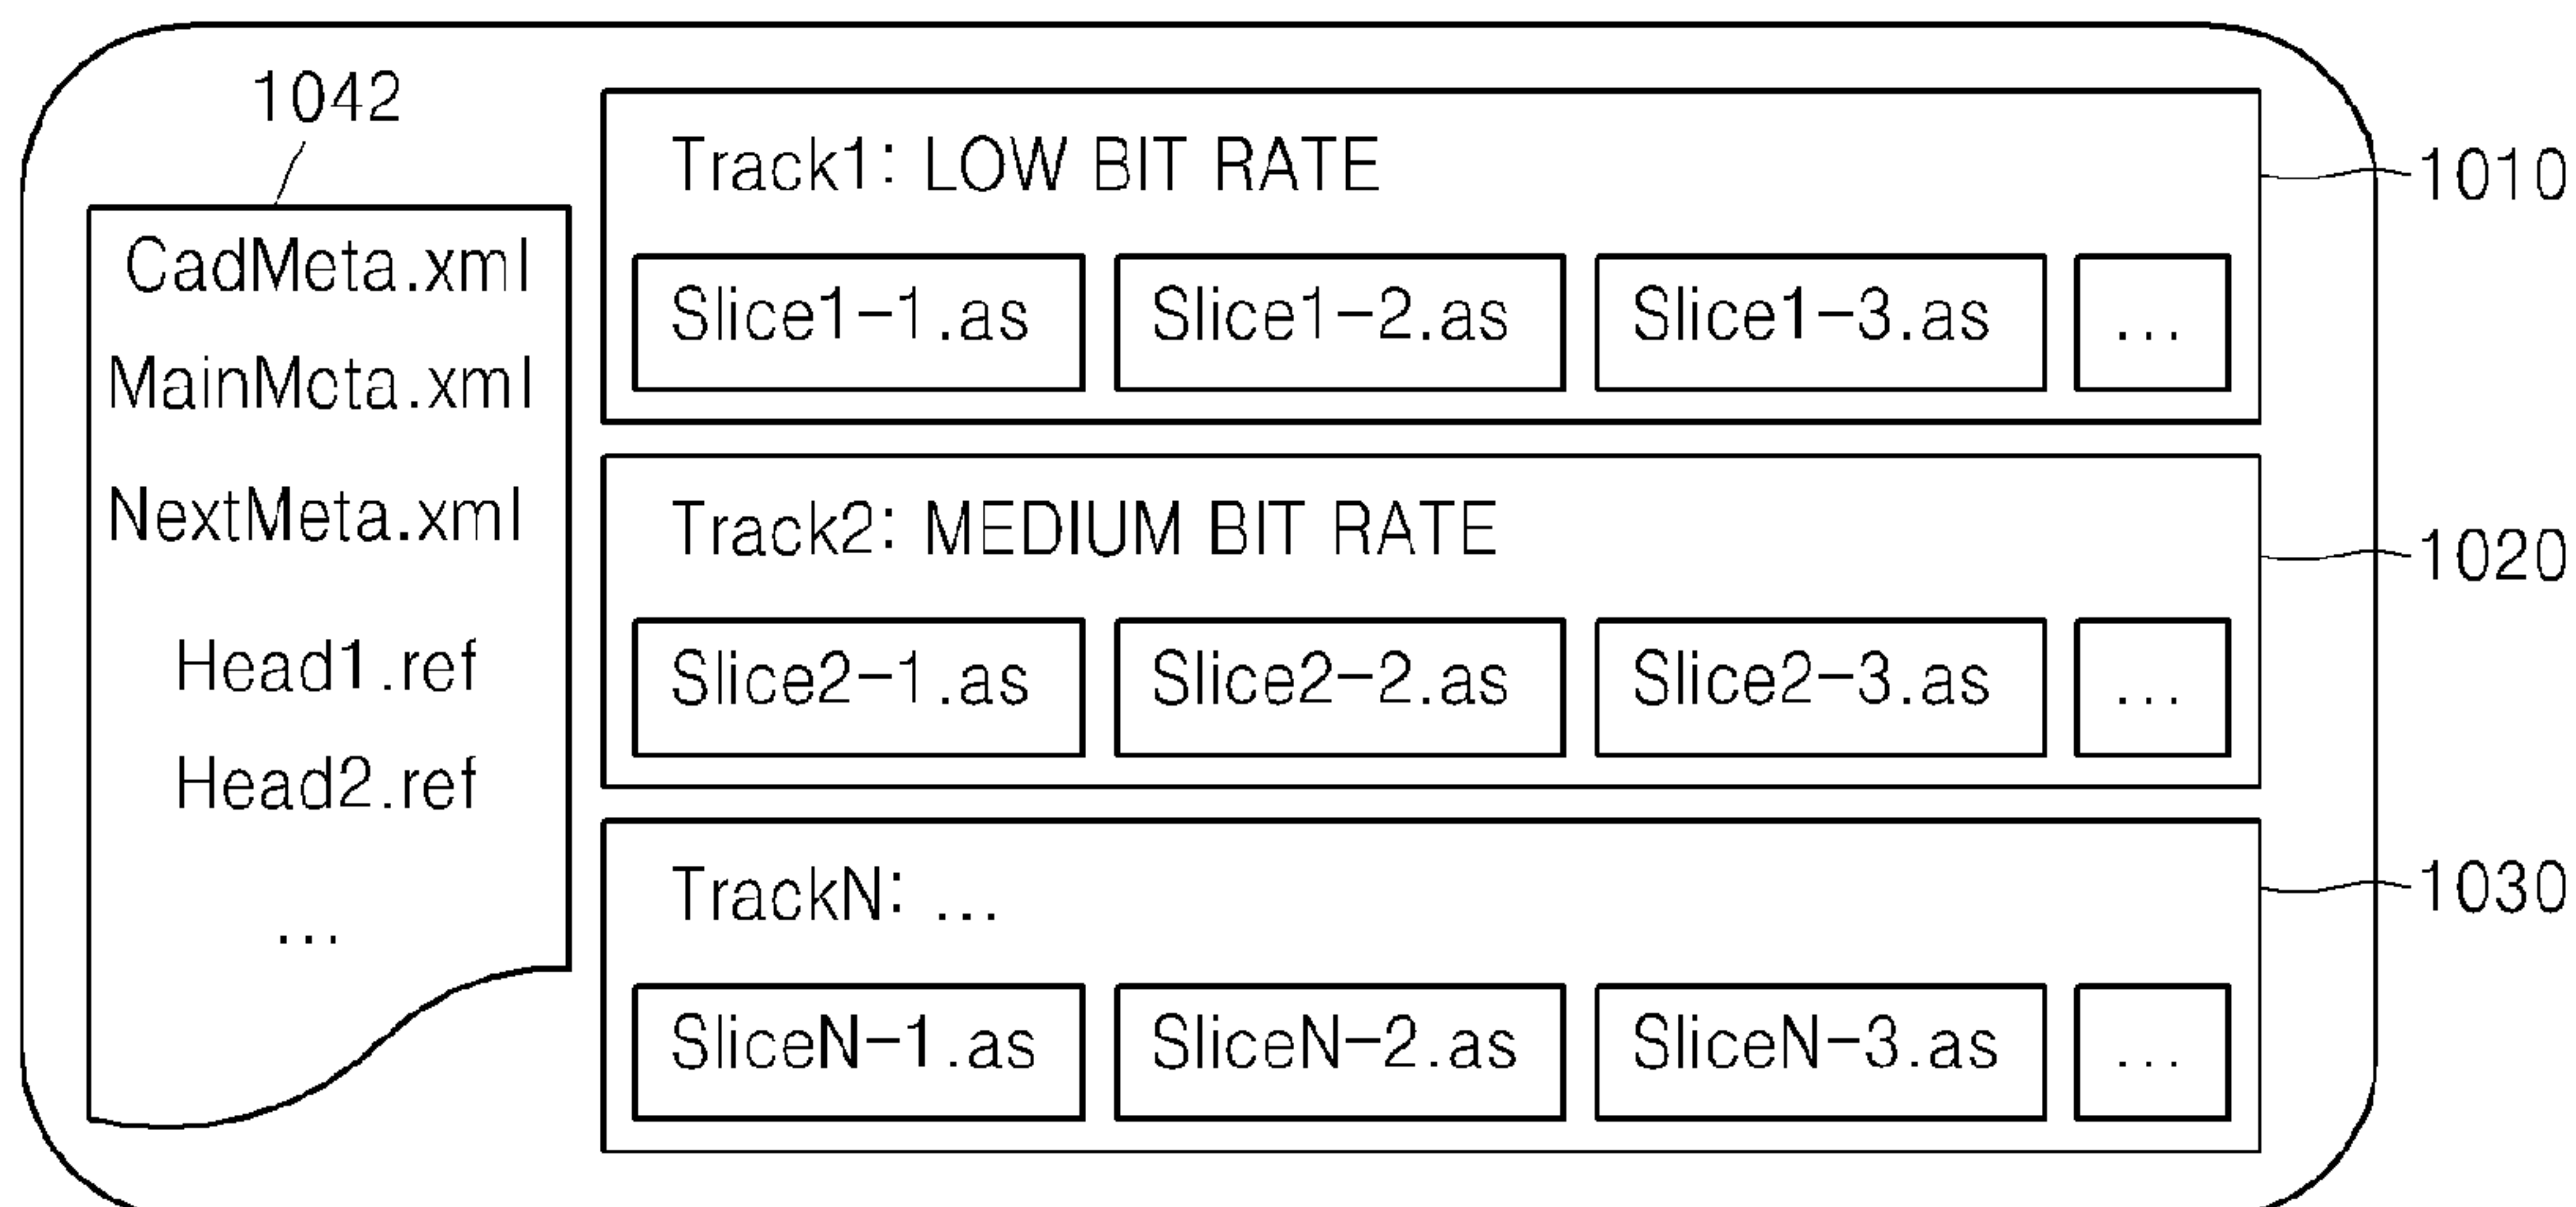 1042
CadMeta.xml
MainMcta.xml
NextMeta.xml
Head1.ref
Head2.ref
...
Track1: LOW BIT RATE
1010
Slice1-1.as
Slice1-2.as
Slice1-3.as
...
Track2: MEDIUM BIT RATE
1020
Slice2-1.as
Slice2-2.as
Slice2-3.as
...
TrackN: ...
1030
SliceN-1.as
SliceN-2.as
SliceN-3.as
...